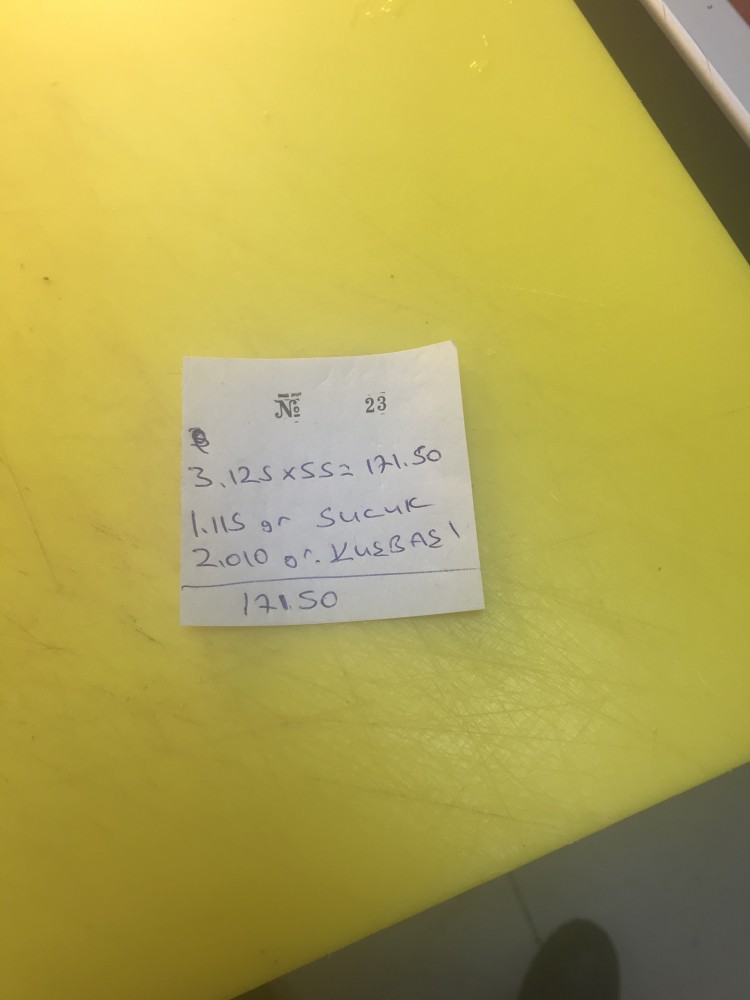 № 23
3.125 x 55 = 171.50
1.115 gr SUCUK
2.010 gr. KUŞBAŞI
171.50